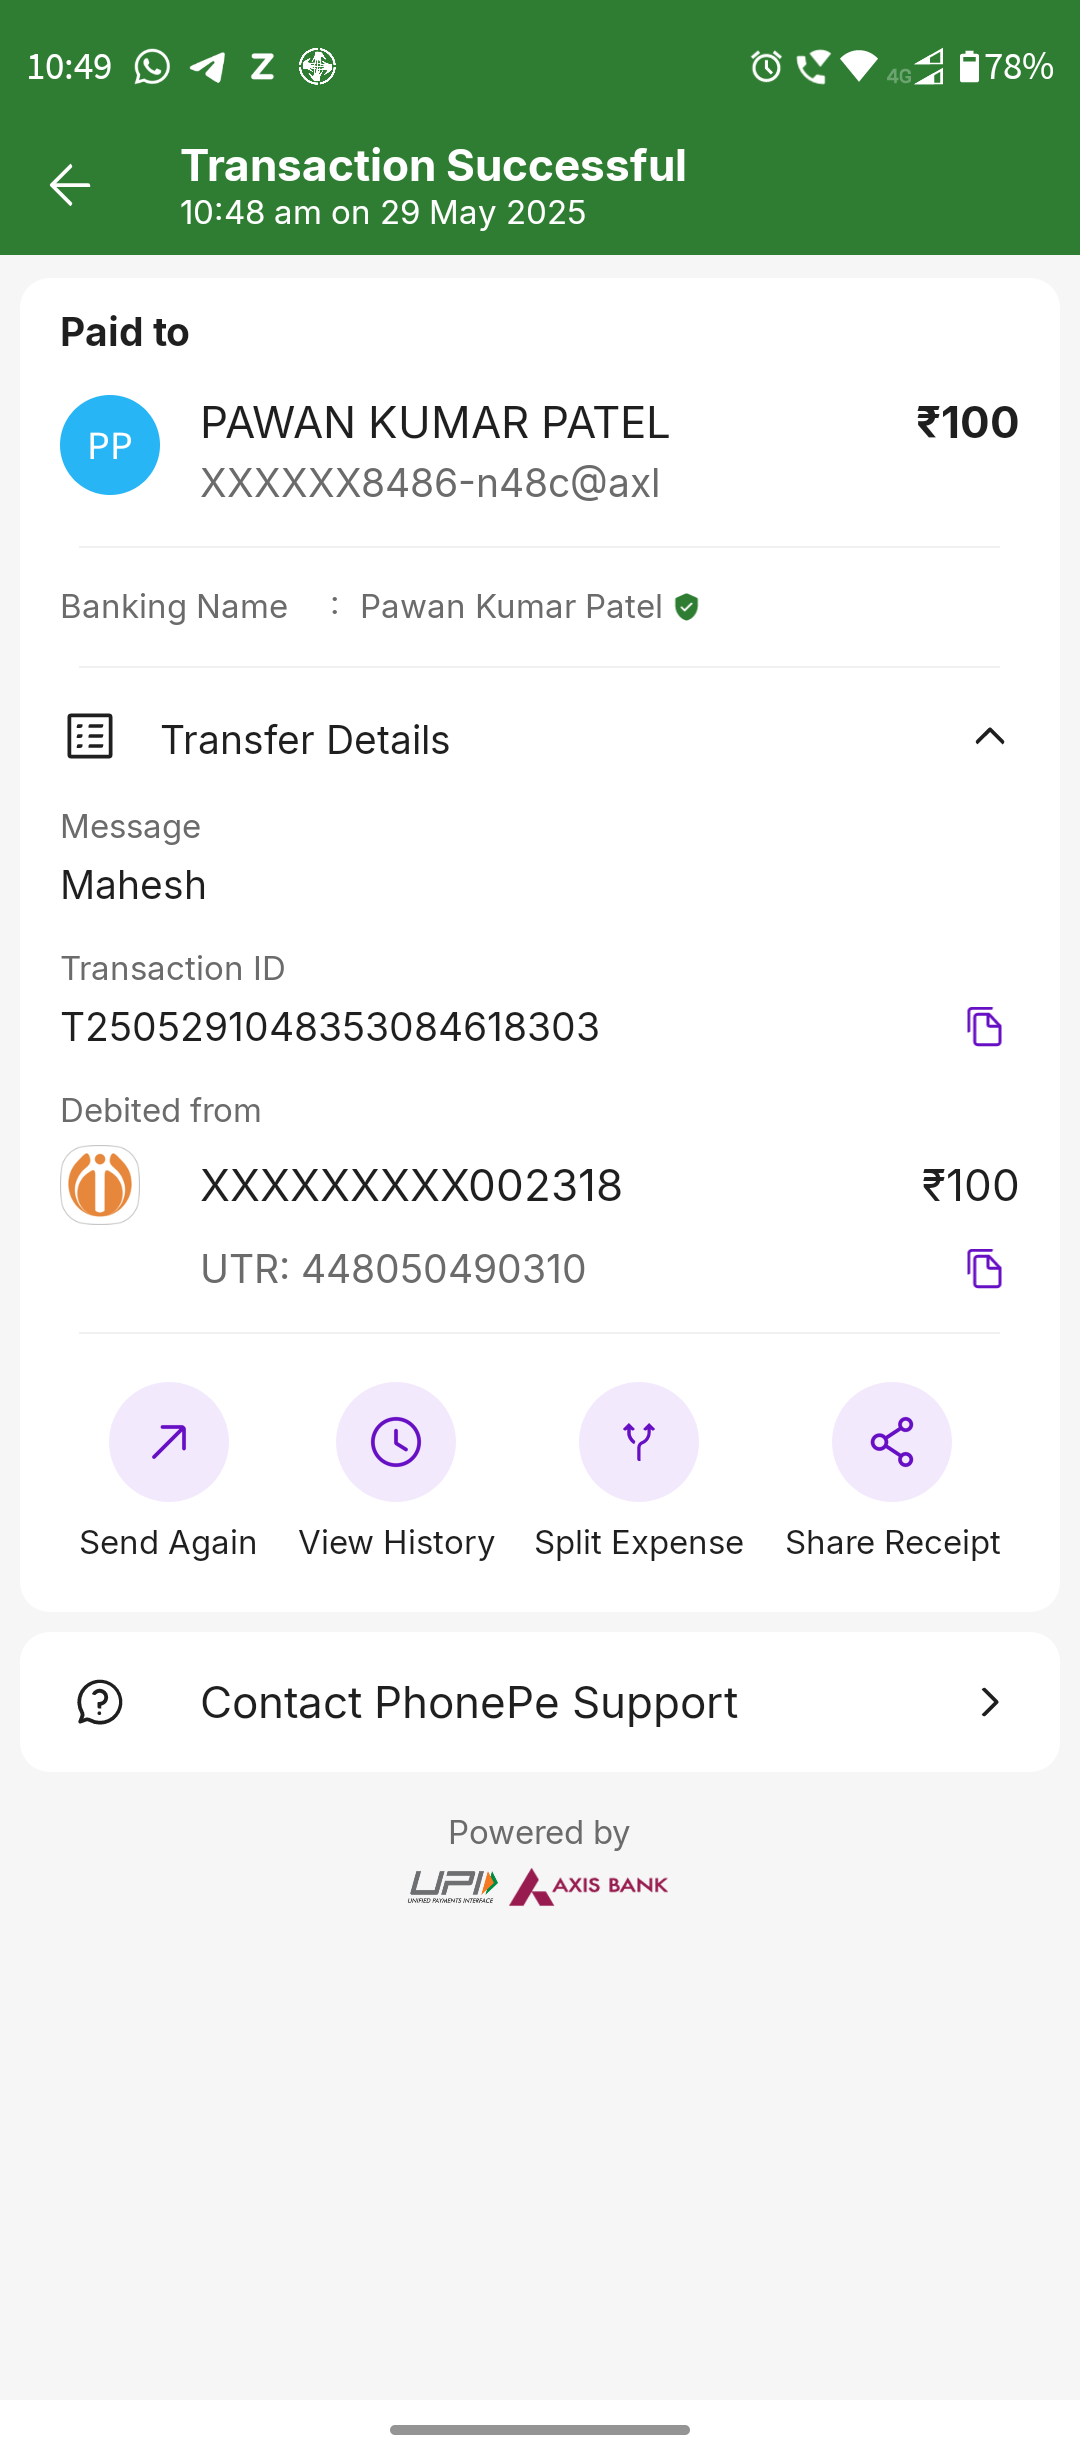 10:49 Z 4G 78%
Transaction Successful
10:48 am on 29 May 2025
Paid to
PP PAWAN KUMAR PATEL ₹100
XXXXXX8486-n48c@axl
Banking Name : Pawan Kumar Patel
Transfer Details
Message
Mahesh
Transaction ID
T2505291048353084618303
Debited from
XXXXXXXXX002318 ₹100
UTR: 448050490310
Send Again View History Split Expense Share Receipt
Contact PhonePe Support
Powered by
UPI AXIS BANK
UNIFIED PAYMENTS INTERFACE